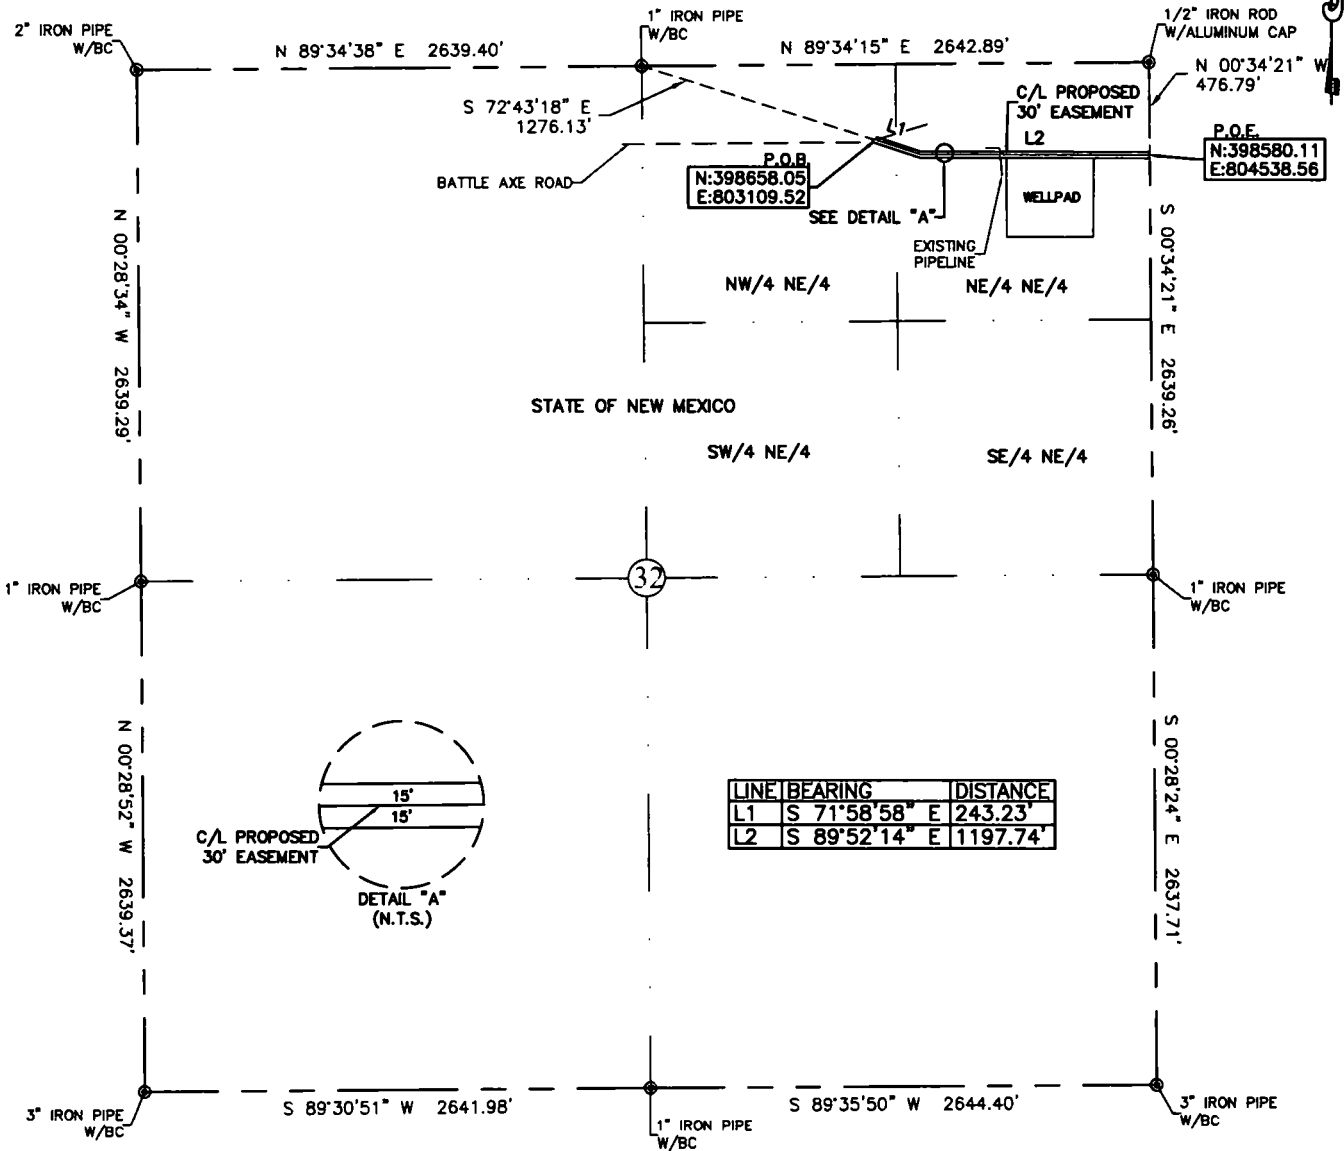 2" IRON PIPE
W/BC
N 89°34'38" E 2639.40'
1" IRON PIPE
W/BC
N 89°34'15" E 2642.89'
1/2" IRON ROD
W/ALUMINUM CAP
N 00°34'21" W
476.79'
S 72°43'18" E
1276.13'
C/L PROPOSED
30' EASEMENT
L1
L2
BATTLE AXE ROAD
P.O.B.
N:398658.05
E:803109.52
P.O.E.
N:398580.11
E:804538.56
SEE DETAIL "A"
WELLPAD
EXISTING
PIPELINE
N 00°28'34" W 2639.29'
S 00°34'21" E 2639.26'
NW/4 NE/4
NE/4 NE/4
STATE OF NEW MEXICO
SW/4 NE/4
SE/4 NE/4
1" IRON PIPE
W/BC
32
1" IRON PIPE
W/BC
N 00°28'52" W 2639.37'
S 00°28'24" E 2637.71'
15'
15'
C/L PROPOSED
30' EASEMENT
DETAIL "A"
(N.T.S.)
LINE BEARING DISTANCE
L1 S 71°58'58" E 243.23'
L2 S 89°52'14" E 1197.74'
3" IRON PIPE
W/BC
S 89°30'51" W 2641.98'
1" IRON PIPE
W/BC
S 89°35'50" W 2644.40'
3" IRON PIPE
W/BC